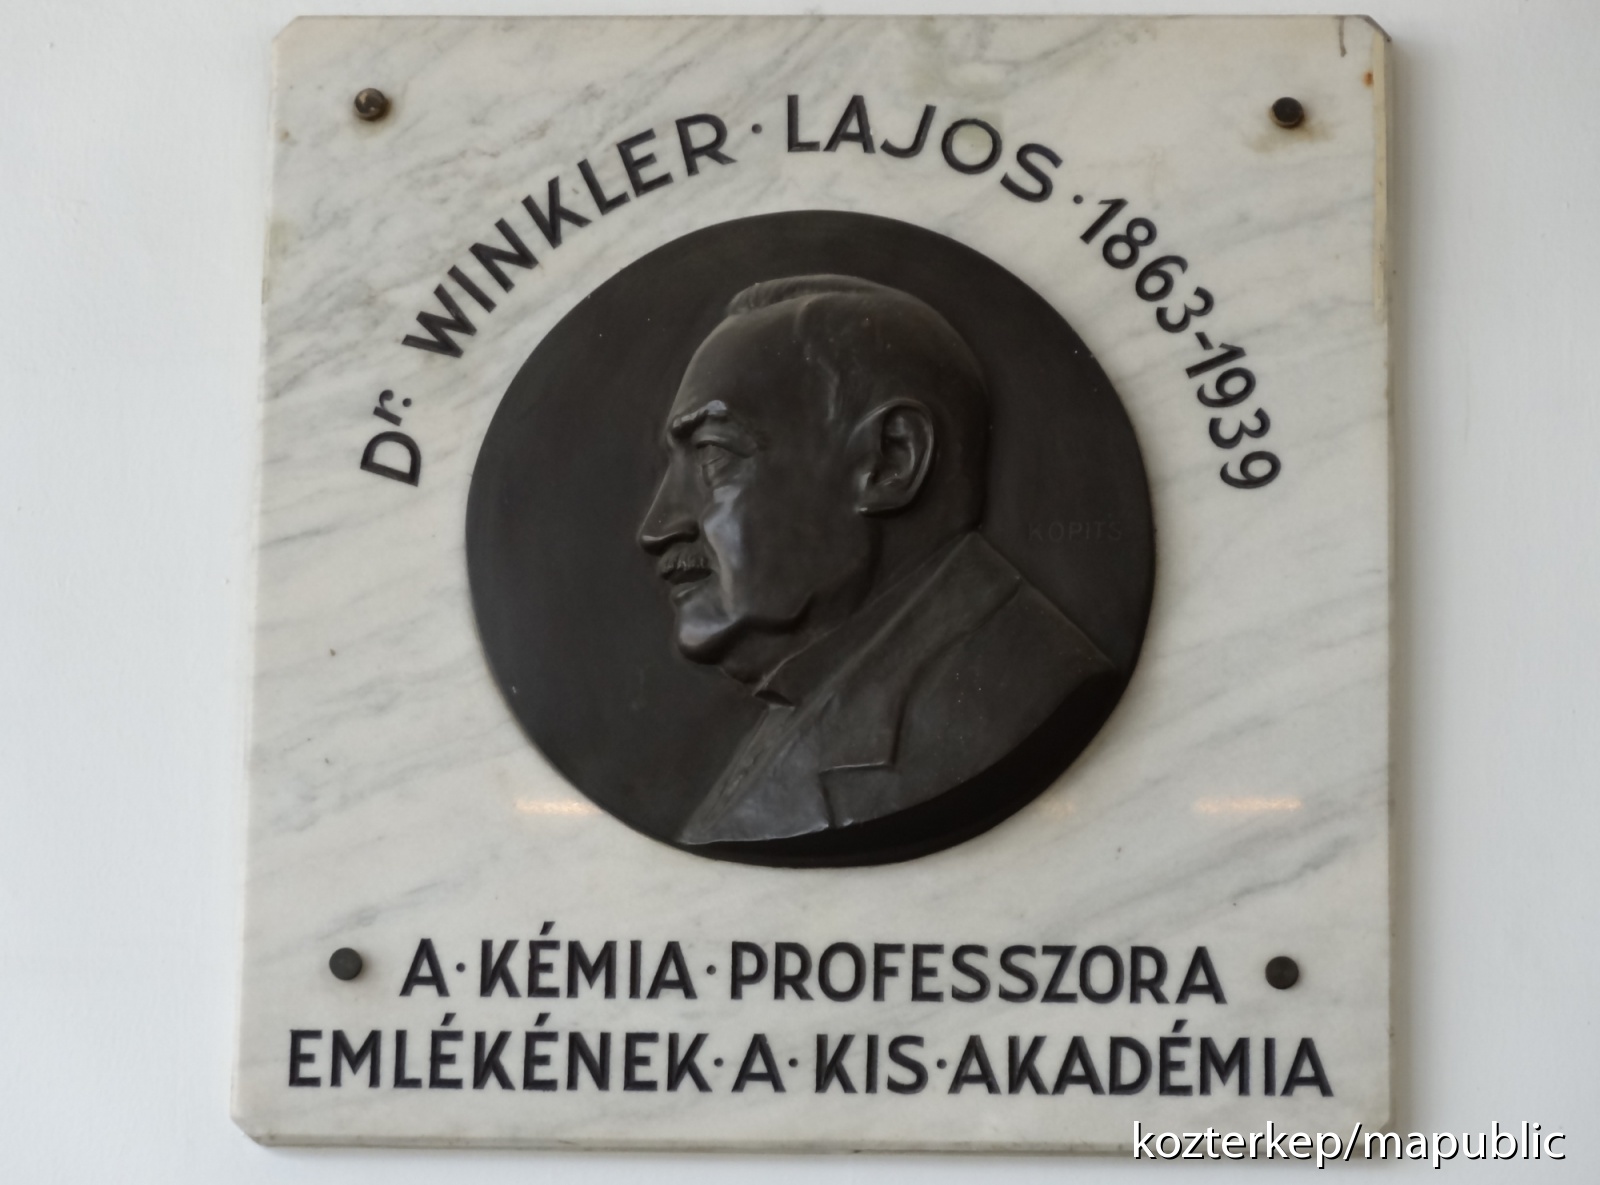 Dr. WINKLER · LAJOS · 1863-1939
KOPITS
A · KÉMIA · PROFESSZORA
EMLÉKÉNEK · A · KIS · AKADÉMIA
kozterkep/mapublic